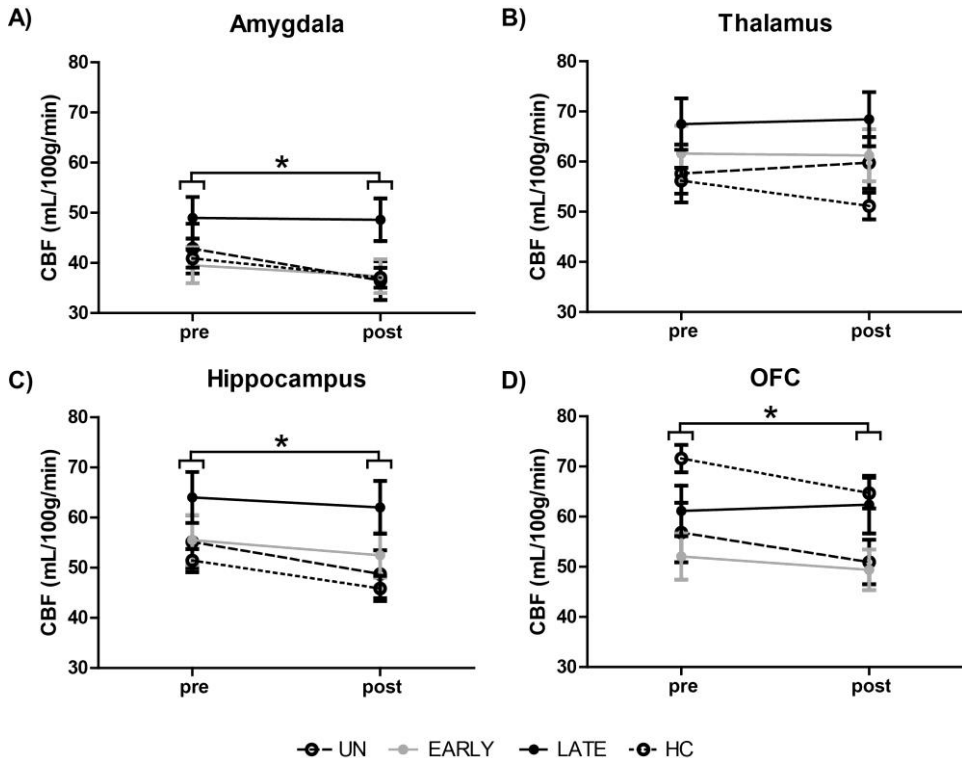 A)
Amygdala
CBF (mL/100g/min)
80
70
60
50
40
30
*
pre
post
B)
Thalamus
CBF (mL/100g/min)
80
70
60
50
40
30
pre
post
C)
Hippocampus
CBF (mL/100g/min)
80
70
60
50
40
30
*
pre
post
D)
OFC
CBF (mL/100g/min)
80
70
60
50
40
30
*
pre
post
UN EARLY LATE HC